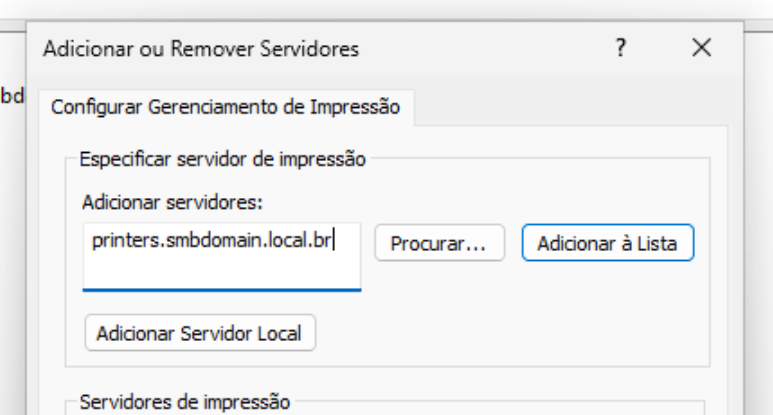 Adicionar ou Remover Servidores ? ✕
bd
Configurar Gerenciamento de Impressão
Especificar servidor de impressão
Adicionar servidores:
printers.smbdomain.local.br
Procurar... Adicionar à Lista
Adicionar Servidor Local
Servidores de impressão